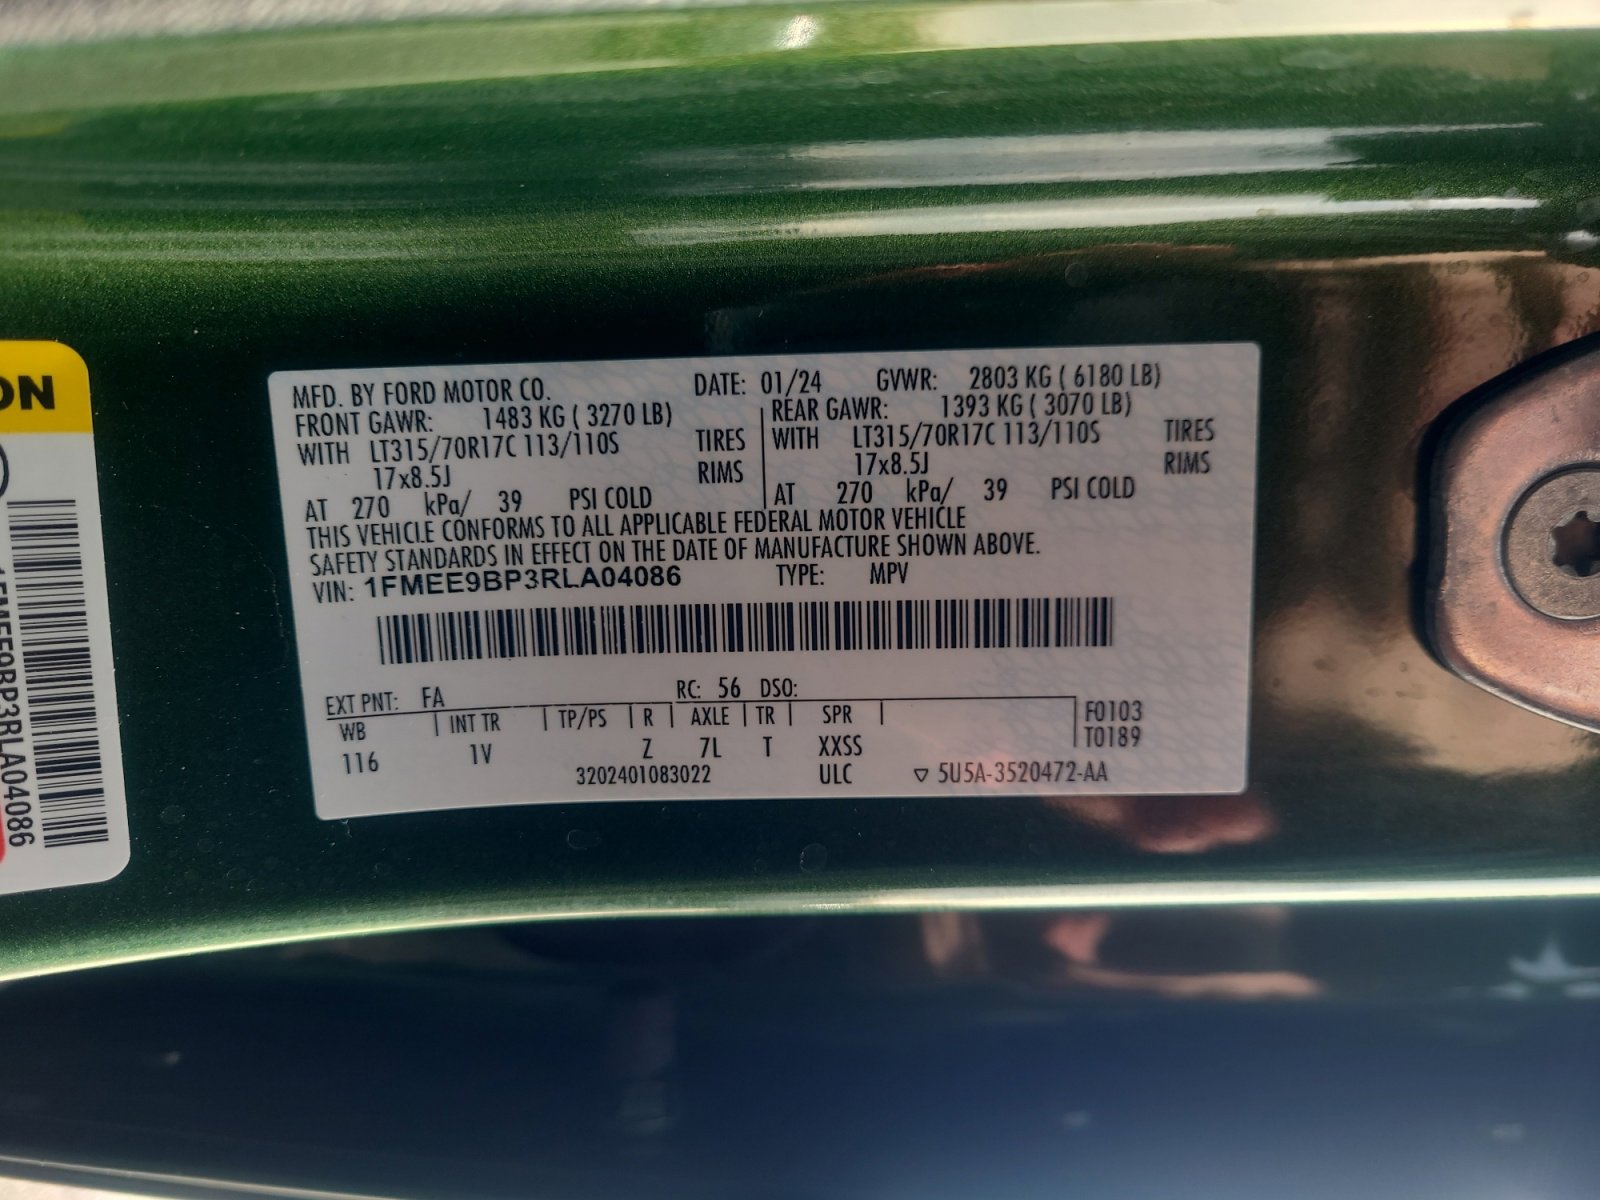 MFD. BY FORD MOTOR CO. DATE: 01/24 GVWR: 2803 KG ( 6180 LB)
FRONT GAWR: 1483 KG ( 3270 LB) REAR GAWR: 1393 KG ( 3070 LB)
WITH LT315/70R17C 113/110S TIRES WITH LT315/70R17C 113/110S TIRES
17x8.5J RIMS 17x8.5J RIMS
AT 270 kPa/ 39 PSI COLD AT 270 kPa/ 39 PSI COLD
THIS VEHICLE CONFORMS TO ALL APPLICABLE FEDERAL MOTOR VEHICLE
SAFETY STANDARDS IN EFFECT ON THE DATE OF MANUFACTURE SHOWN ABOVE.
VIN: 1FMEE9BP3RLA04086 TYPE: MPV
EXT PNT: FA RC: 56 DSO:
WB INT TR TP/PS R AXLE TR SPR F0103
116 1V Z 7L T XXSS T0189
3202401083022 ULC ▽ 5U5A-3520472-AA
ON
1FMEE9BP3RLA04086